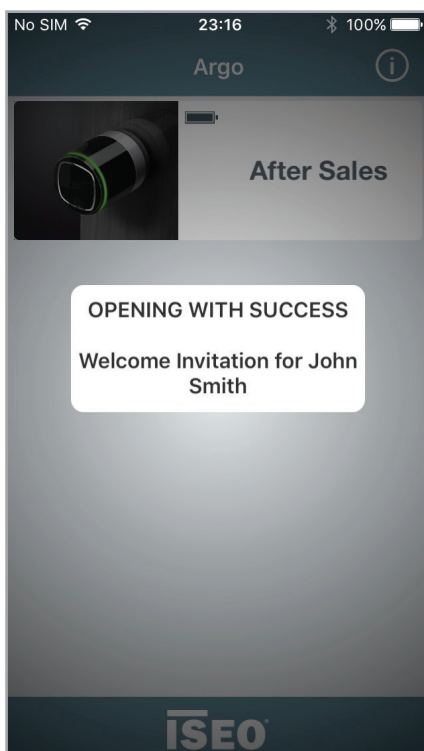 No SIM 23:16 100%
Argo
After Sales
OPENING WITH SUCCESS
Welcome Invitation for John
Smith
ISEO